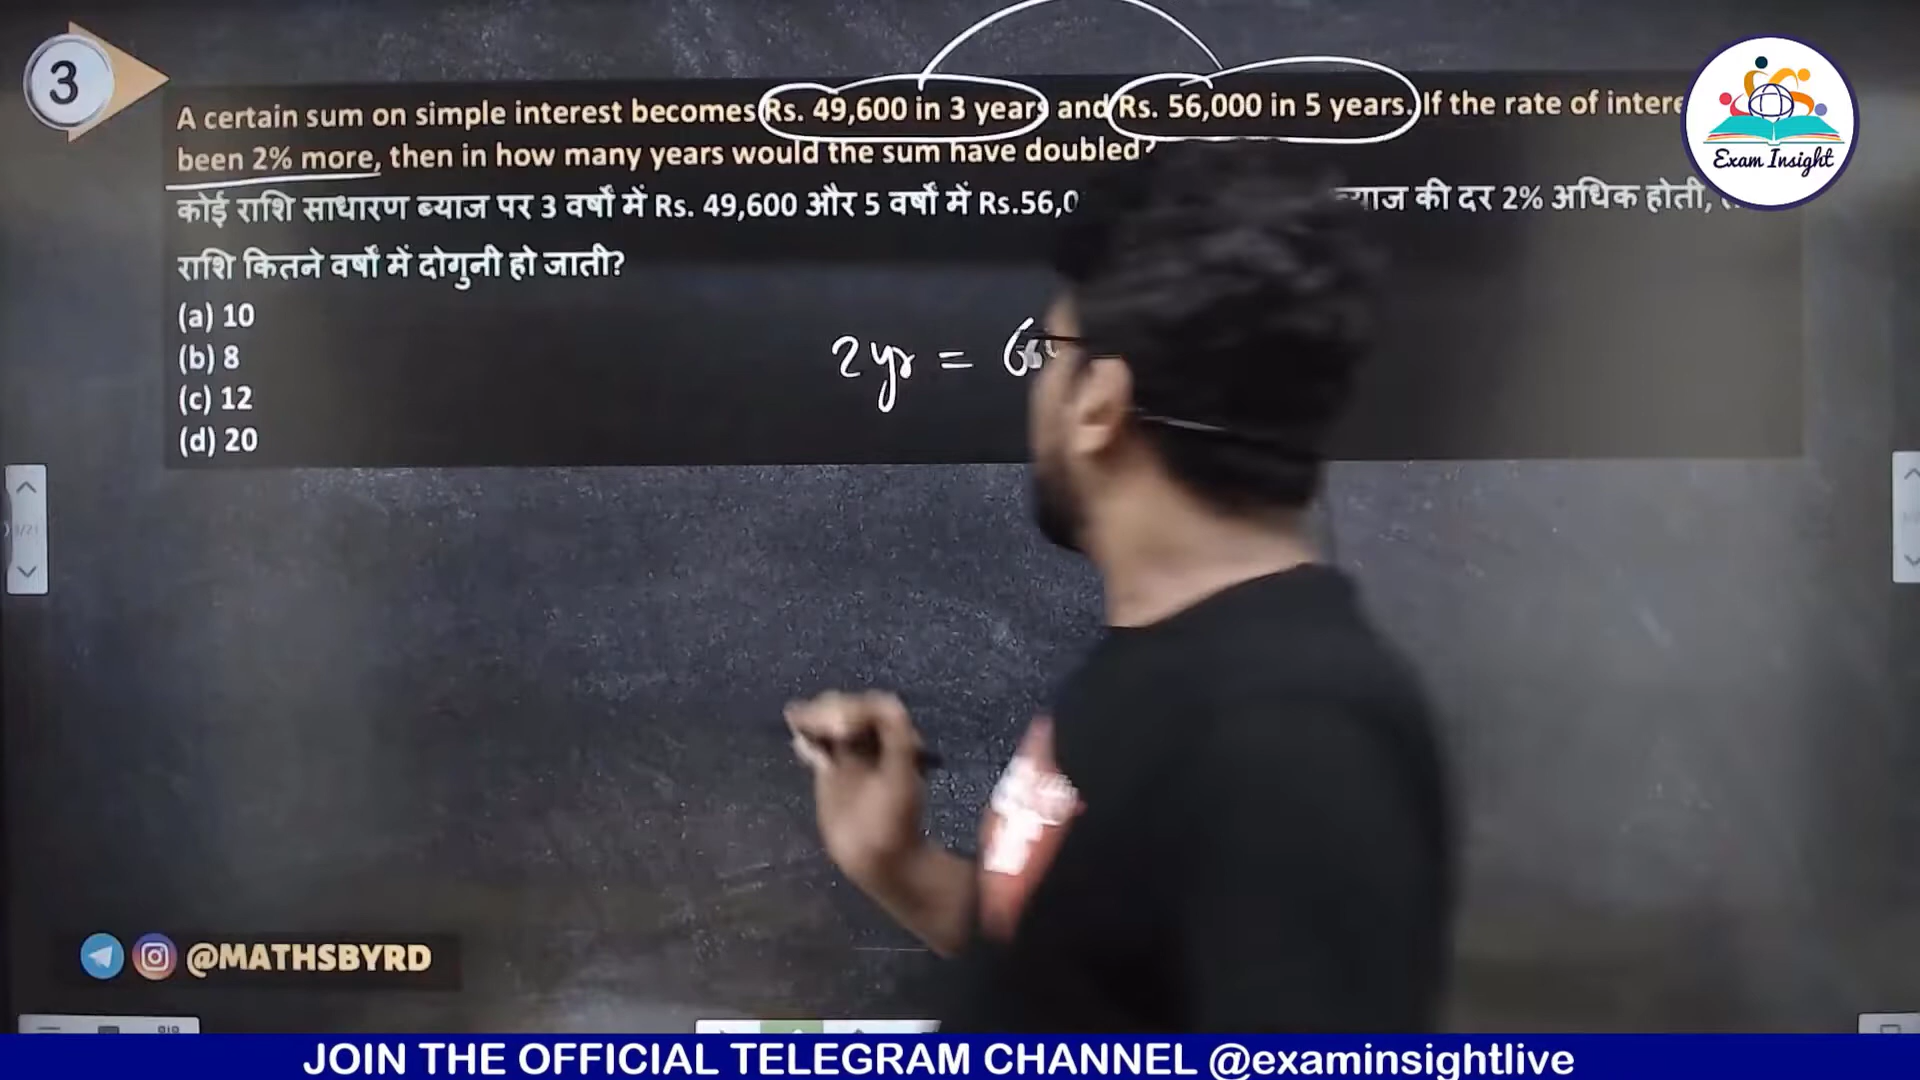 3
A certain sum on simple interest becomes Rs. 49,600 in 3 years and Rs. 56,000 in 5 years. If the rate of
been 2% more, then in how many years would the sum have doubled?
कोई राशि साधारण ब्याज पर 3 वर्षों में Rs. 49,600 और 5 वर्षों में Rs.56,0 ब्याज की दर 2% अधिक होती,
राशि कितने वर्षों में दोगुनी हो जाती?
(a) 10
(b) 8
(c) 12
(d) 20
2 yr =
Exam Insight
@MATHSBYRD
JOIN THE OFFICIAL TELEGRAM CHANNEL @examinsightlive